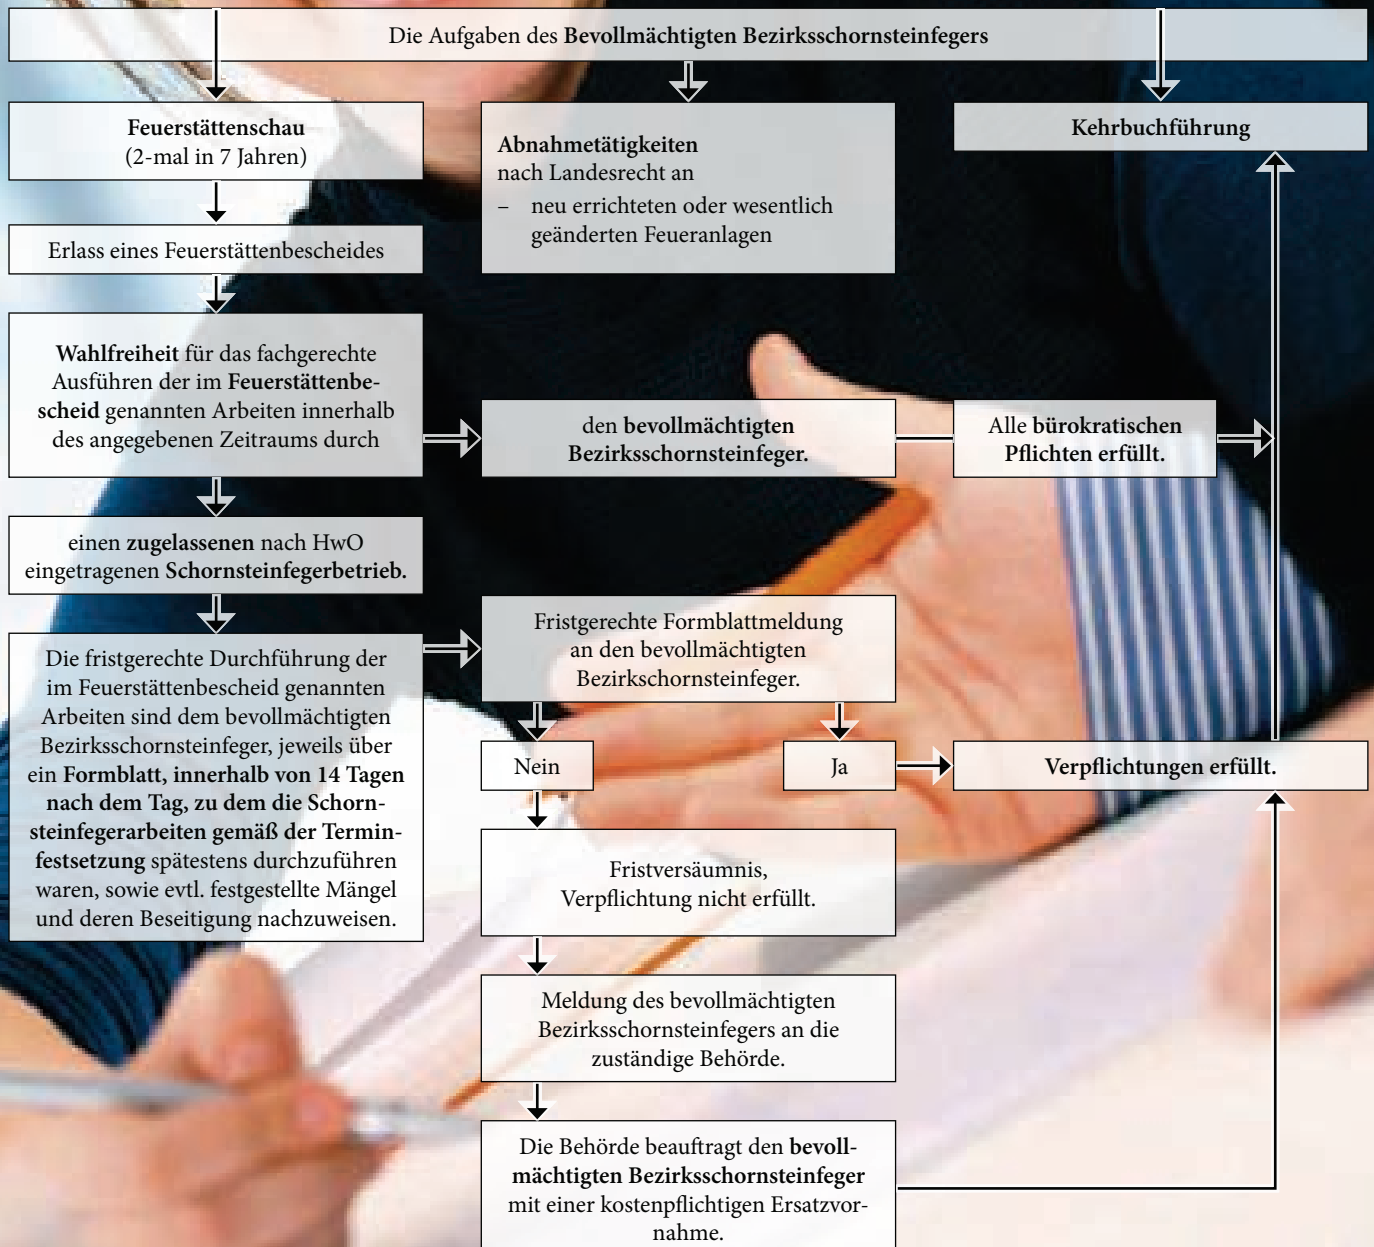 Die Aufgaben des Bevollmächtigten Bezirksschornsteinfegers
Feuerstättenschau
(2-mal in 7 Jahren)
Abnahmetätigkeiten
nach Landesrecht an
– neu errichteten oder wesentlich
geänderten Feueranlagen
Kehrbuchführung
Erlass eines Feuerstättenbescheides
Wahlfreiheit für das fachgerechte
Ausführen der im Feuerstättenbe-
scheid genannten Arbeiten innerhalb
des angegebenen Zeitraums durch
den bevollmächtigten
Bezirksschornsteinfeger.
Alle bürokratischen
Pflichten erfüllt.
einen zugelassenen nach HwO
eingetragenen Schornsteinfegerbetrieb.
Die fristgerechte Durchführung der
im Feuerstättenbescheid genannten
Arbeiten sind dem bevollmächtigten
Bezirksschornsteinfeger, jeweils über
ein Formblatt, innerhalb von 14 Tagen
nach dem Tag, zu dem die Schorn-
steinfegerarbeiten gemäß der Termin-
festsetzung spätestens durchzuführen
waren, sowie evtl. festgestellte Mängel
und deren Beseitigung nachzuweisen.
Fristgerechte Formblattmeldung
an den bevollmächtigten
Bezirkschornsteinfeger.
Nein
Ja
Verpflichtungen erfüllt.
Fristversäumnis,
Verpflichtung nicht erfüllt.
Meldung des bevollmächtigten
Bezirksschornsteinfegers an die
zuständige Behörde.
Die Behörde beauftragt den bevoll-
mächtigten Bezirksschornsteinfeger
mit einer kostenpflichtigen Ersatzvor-
nahme.